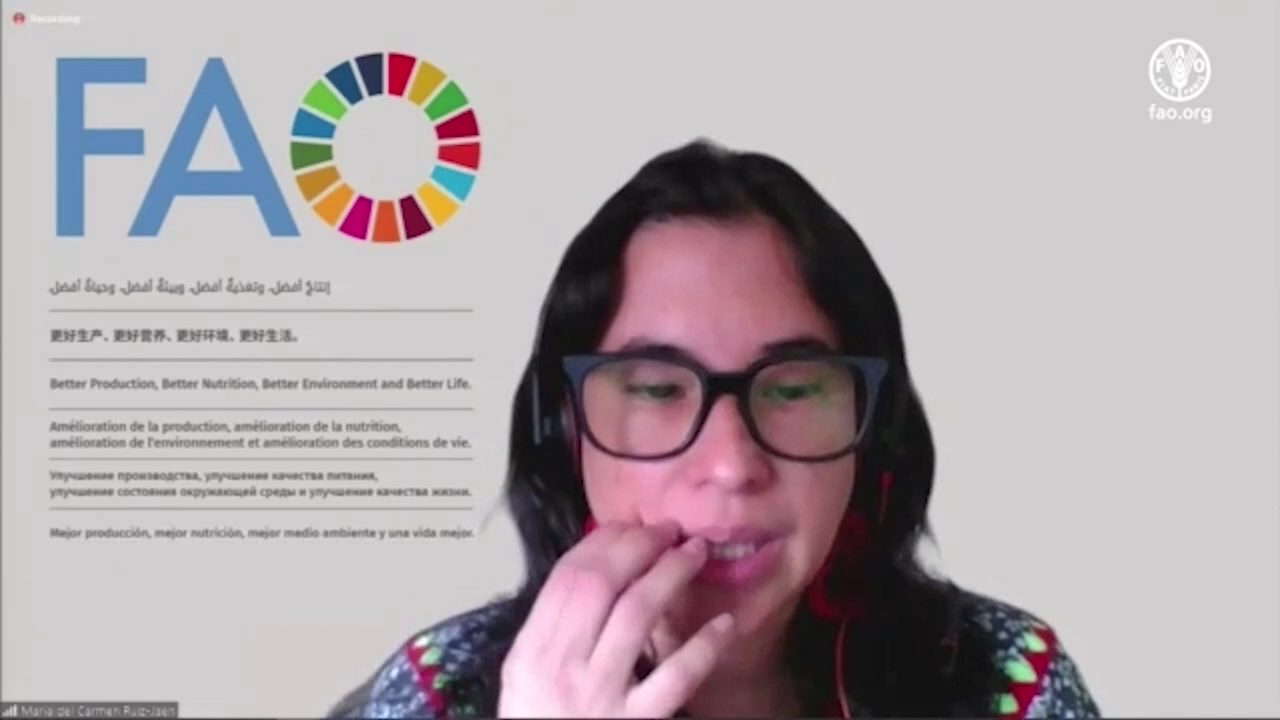 Recording
FAO
FAO
FIAT PANIS
fao.org
إنتاجٌ أفضل، وتغذيةٌ أفضل، وبيئةٌ أفضل، وحياةٌ أفضل.
更好生产、更好营养、更好环境、更好生活。
Better Production, Better Nutrition, Better Environment and Better Life.
Amélioration de la production, amélioration de la nutrition,
amélioration de l'environnement et amélioration des conditions de vie.
Улучшение производства, улучшение качества питания,
улучшение состояния окружающей среды и улучшение качества жизни.
Mejor producción, mejor nutrición, mejor medio ambiente y una vida mejor.
Maria del Carmen Ruiz-Jaen